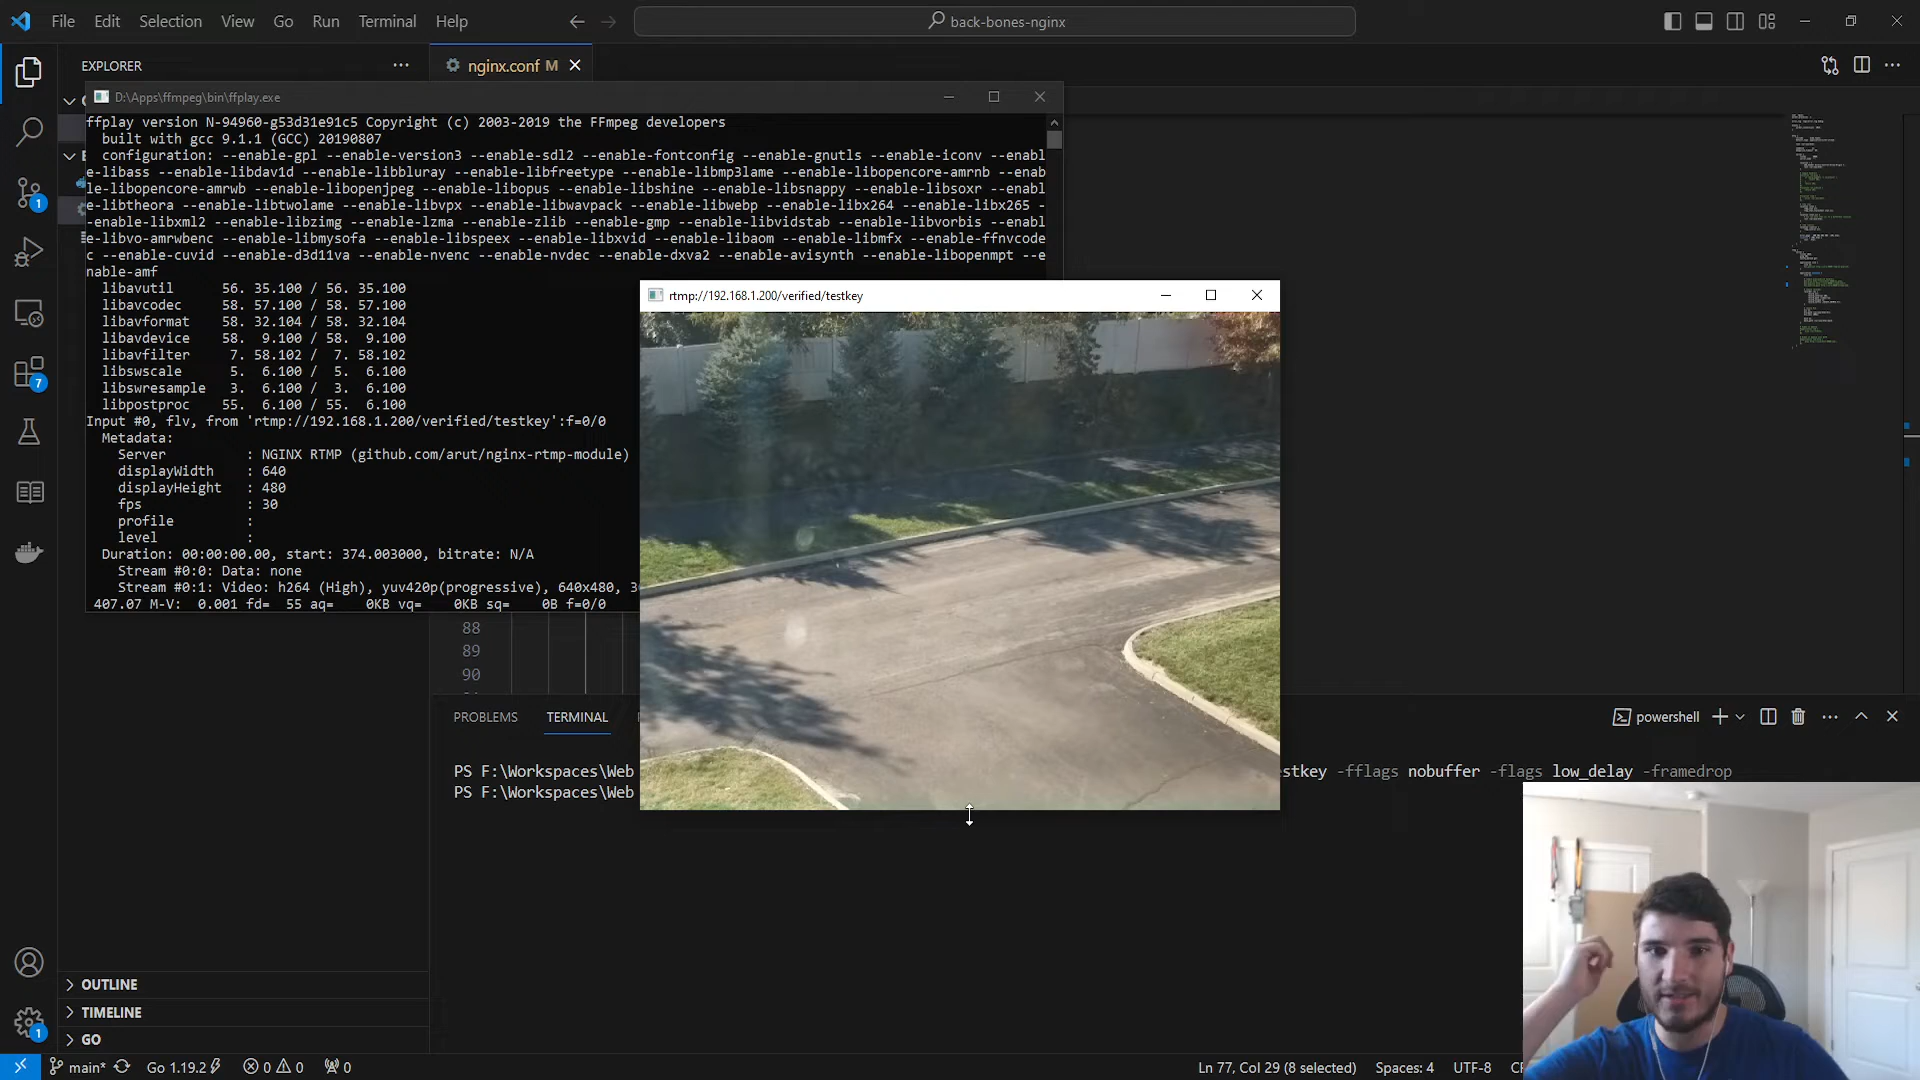 File Edit Selection View Go Run Terminal Help
back-bones-nginx
EXPLORER
nginx.conf M
D:\Apps\ffmpeg\bin\ffplay.exe
ffplay version N-94960-g53d31e91c5 Copyright (c) 2003-2019 the FFmpeg developers
built with gcc 9.1.1 (GCC) 20190807
configuration: --enable-gpl --enable-version3 --enable-sdl2 --enable-fontconfig --enable-gnutls --enable-iconv --enabl
e-libass --enable-libdav1d --enable-libbluray --enable-libfreetype --enable-libmp3lame --enable-libopencore-amrnb --enab
le-libopencore-amrwb --enable-libopenjpeg --enable-libopus --enable-libshine --enable-libsnappy --enable-libsoxr --enabl
e-libtheora --enable-libtwolame --enable-libvpx --enable-libwavpack --enable-libwebp --enable-libx264 --enable-libx265 -
-enable-libxml2 --enable-libzimg --enable-lzma --enable-zlib --enable-gmp --enable-libvidstab --enable-libvorbis --enabl
e-libvo-amrwbenc --enable-libmysofa --enable-libspeex --enable-libxvid --enable-libaom --enable-libmfx --enable-ffnvcode
c --enable-cuvid --enable-d3d11va --enable-nvenc --enable-nvdec --enable-dxva2 --enable-avisynth --enable-libopenmpt --e
nable-amf
libavutil 56. 35.100 / 56. 35.100
libavcodec 58. 57.100 / 58. 57.100
libavformat 58. 32.104 / 58. 32.104
libavdevice 58. 9.100 / 58. 9.100
libavfilter 7. 58.102 / 7. 58.102
libswscale 5. 6.100 / 5. 6.100
libswresample 3. 6.100 / 3. 6.100
libpostproc 55. 6.100 / 55. 6.100
Input #0, flv, from 'rtmp://192.168.1.200/verified/testkey':f=0/0
Metadata:
Server : NGINX RTMP (github.com/arut/nginx-rtmp-module)
displayWidth : 640
displayHeight : 480
fps : 30
profile :
level :
Duration: 00:00:00.00, start: 374.003000, bitrate: N/A
Stream #0:0: Data: none
Stream #0:1: Video: h264 (High), yuv420p(progressive), 640x480, 3
407.07 M-V: 0.001 fd= 55 aq= 0KB vq= 0KB sq= 0B f=0/0
rtmp://192.168.1.200/verified/testkey
88
89
90
PROBLEMS TERMINAL
powershell
PS F:\Workspaces\Web
stkey -fflags nobuffer -flags low_delay -framedrop
PS F:\Workspaces\Web
1
7
1
OUTLINE
TIMELINE
GO
main* Go 1.19.2 0 0 0
Ln 77, Col 29 (8 selected) Spaces: 4 UTF-8